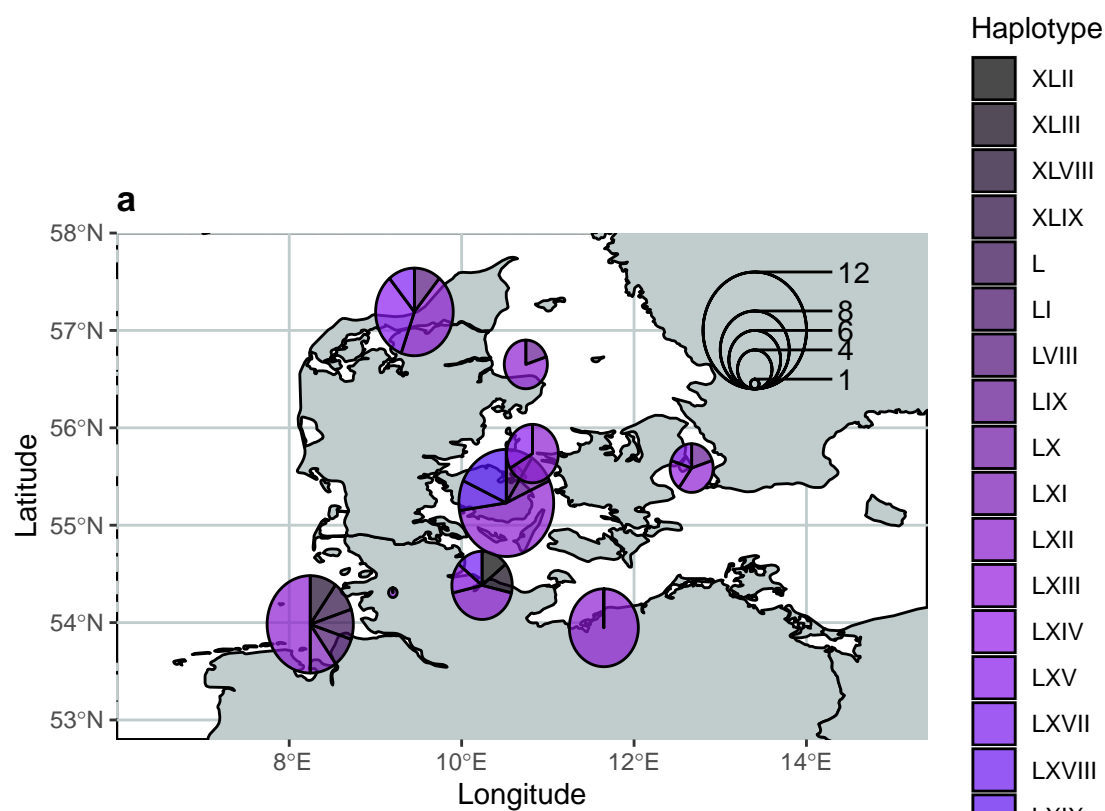 Haplotype
XLII
XLIII
XLVIII
XLIX
L
LI
LVIII
LIX
LX
LXI
LXII
LXIII
LXIV
LXV
LXVII
LXVIII
LXIX
a
58°N
57°N
56°N
55°N
54°N
53°N
Latitude
12
8
6
4
1
8°E
10°E
12°E
14°E
Longitude